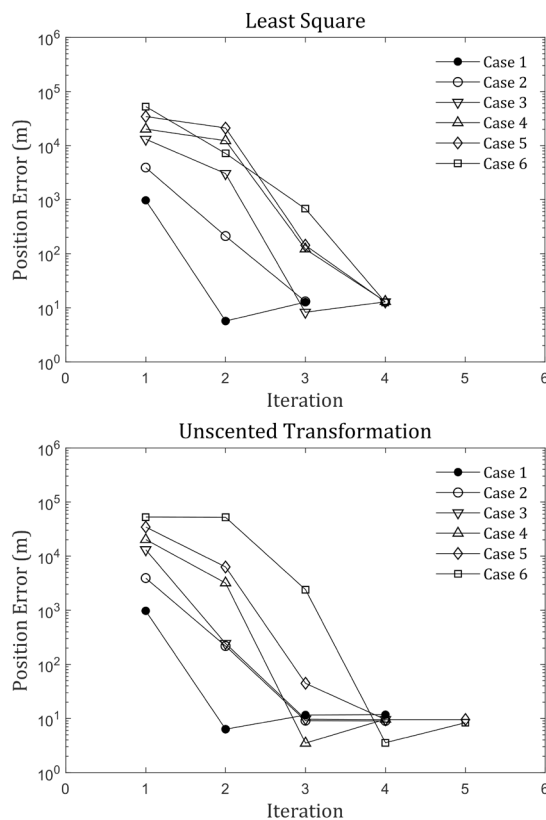 Least Square
Position Error (m)
10^6
10^5
10^4
10^3
10^2
10^1
10^0
0 1 2 3 4 5 6
Iteration
Case 1
Case 2
Case 3
Case 4
Case 5
Case 6
Unscented Transformation
Position Error (m)
10^6
10^5
10^4
10^3
10^2
10^1
10^0
0 1 2 3 4 5 6
Iteration
Case 1
Case 2
Case 3
Case 4
Case 5
Case 6